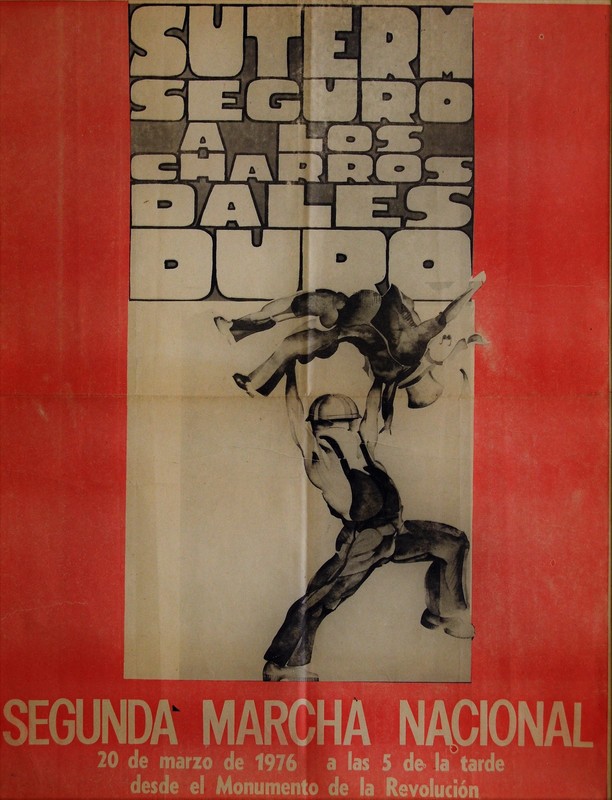 SUTERM
SEGURO
A LOS
CHARROS
DALES
DURO
SEGUNDA MARCHA NACIONAL
20 de marzo de 1976 a las 5 de la tarde
desde el Monumento de la Revolución